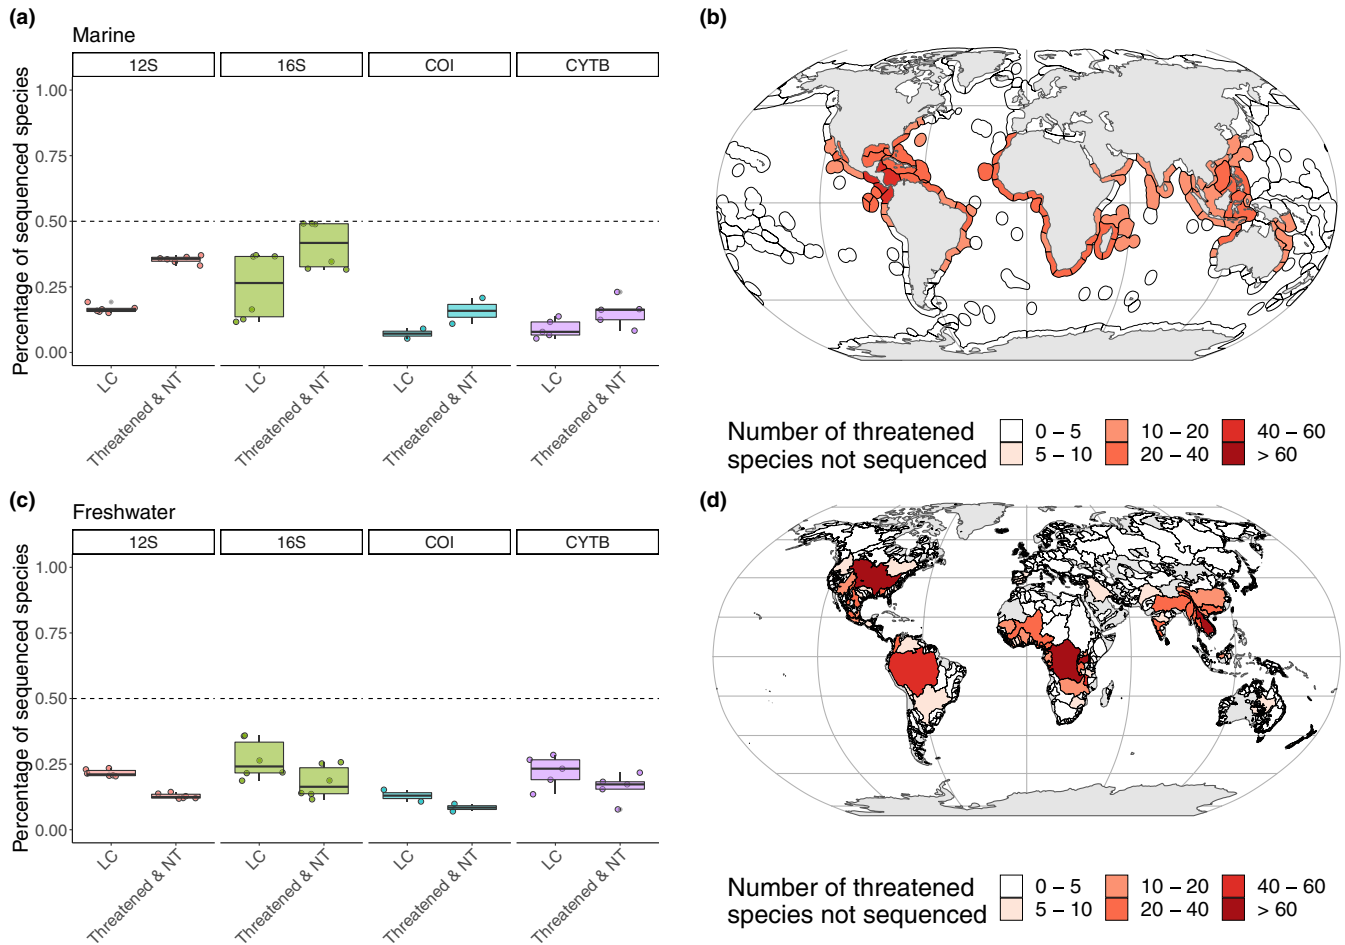 (a)
Marine
12S
16S
COI
CYTB
Percentage of sequenced species
1.00
0.75
0.50
0.25
0.00
LC
Threatened & NT
LC
Threatened & NT
LC
Threatened & NT
LC
Threatened & NT
(b)
Number of threatened
species not sequenced
0 – 5
5 – 10
10 – 20
20 – 40
40 – 60
> 60
(c)
Freshwater
12S
16S
COI
CYTB
Percentage of sequenced species
1.00
0.75
0.50
0.25
0.00
LC
Threatened & NT
LC
Threatened & NT
LC
Threatened & NT
LC
Threatened & NT
(d)
Number of threatened
species not sequenced
0 – 5
5 – 10
10 – 20
20 – 40
40 – 60
> 60